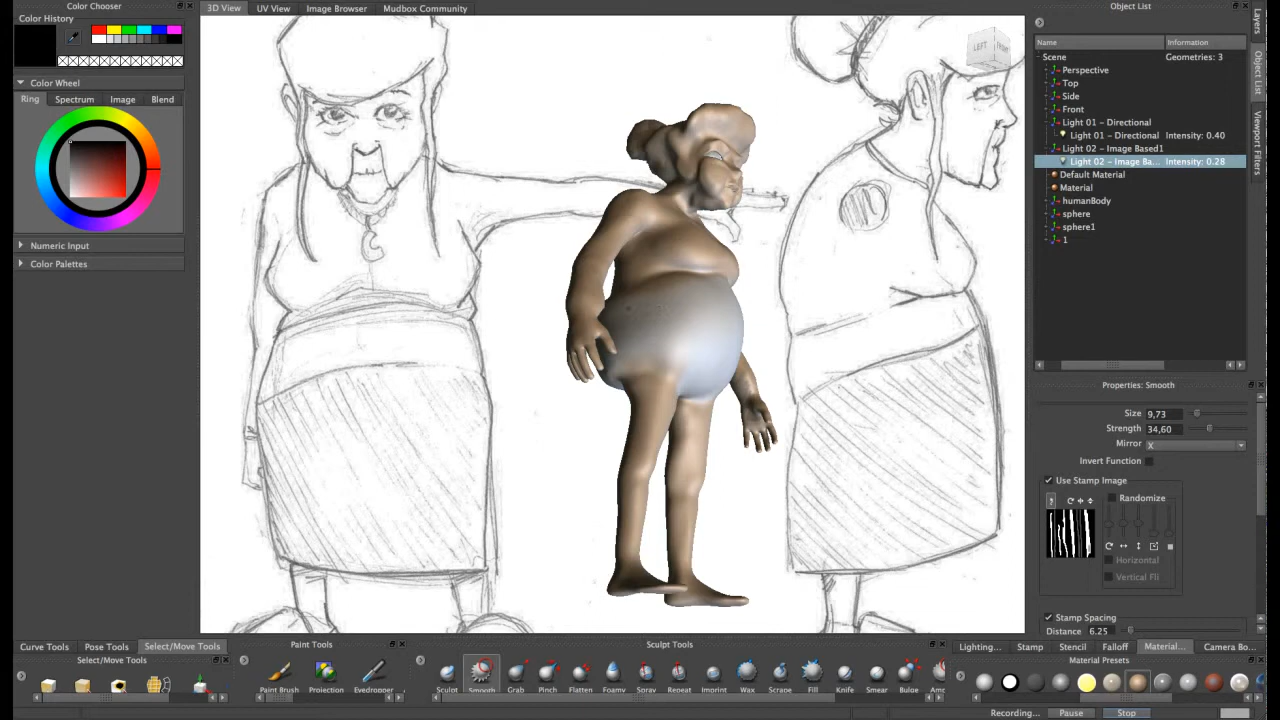 Color Chooser
Color History
Color Wheel
Ring Spectrum Image Blend
Numeric Input
Color Palettes
3D View UV View Image Browser Mudbox Community
LEFT FRONT
Object List
Name Information
Scene Geometries: 3
Perspective
Top
Side
Front
Light 01 – Directional
Light 01 – Directional Intensity: 0.40
Light 02 – Image Based1
Light 02 – Image Ba... Intensity: 0.28
Default Material
Material
humanBody
sphere
sphere1
1
Layers
Object List
Viewport Filters
Properties: Smooth
Size 9,73
Strength 34,60
Mirror X
Invert Function
Use Stamp Image
Randomize
Horizontal
Vertical Fli
Stamp Spacing
Distance 6.25
Curve Tools Pose Tools Select/Move Tools
Select/Move Tools
Paint Tools
Paint Brush Projection Eyedropper
Sculpt Tools
Sculpt Smooth Grab Pinch Flatten Foamy Spray Repeat Imprint Wax Scrape Fill Knife Smear Bulge Am
Lighting... Stamp Stencil Falloff Material... Camera Bo...
Material Presets
Recording... Pause Stop